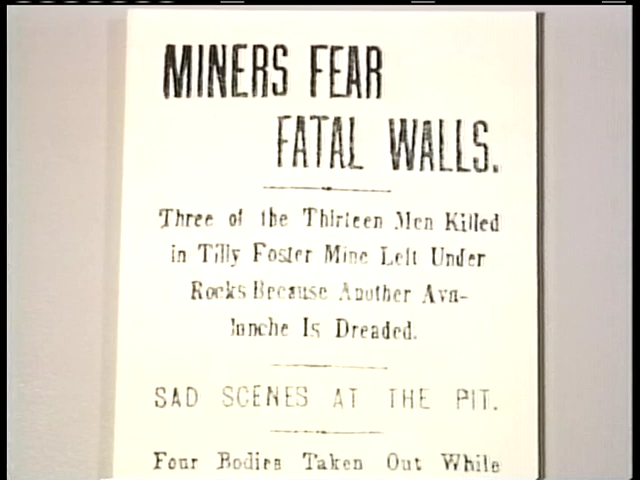 MINERS FEAR
FATAL WALLS.
Three of the Thirteen Men Killed
in Tilly Foster Mine Left Under
Rocks Because Another Ava-
lanche Is Dreaded.
SAD SCENES AT THE PIT.
Four Bodies Taken Out While